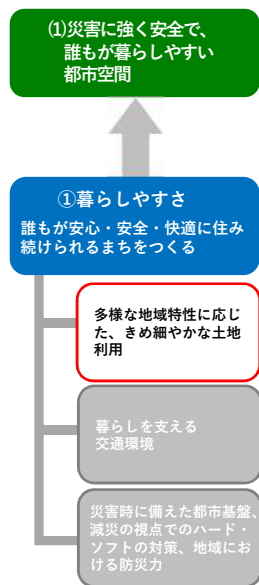 ⑴災害に強く安全で、
誰もが暮らしやすい
都市空間
①暮らしやすさ
誰もが安心・安全・快適に住み
続けられるまちをつくる
多様な地域特性に応じ
た、きめ細やかな土地
利用
暮らしを支える
交通環境
災害時に備えた都市基盤、
減災の視点でのハード・
ソフトの対策、地域にお
ける防災力